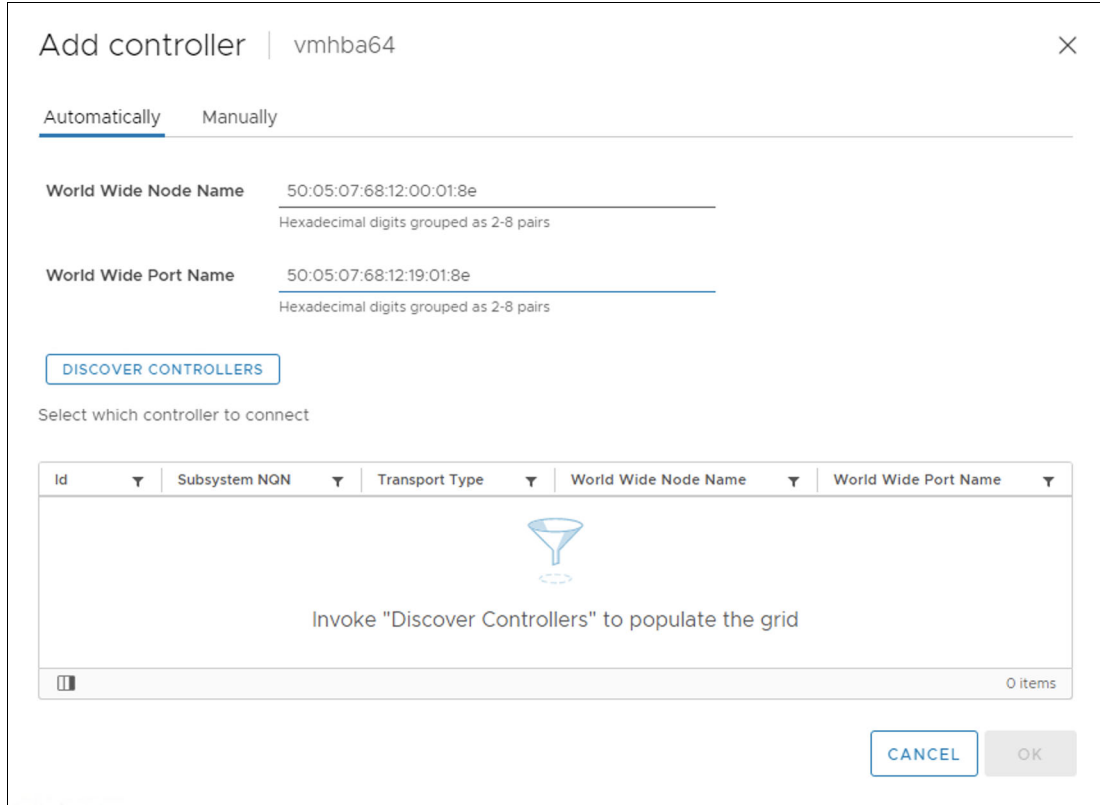 Add controller vmhba64
Automatically Manually
World Wide Node Name 50:05:07:68:12:00:01:8e
Hexadecimal digits grouped as 2-8 pairs
World Wide Port Name 50:05:07:68:12:19:01:8e
Hexadecimal digits grouped as 2-8 pairs
DISCOVER CONTROLLERS
Select which controller to connect
Id Subsystem NQN Transport Type World Wide Node Name World Wide Port Name
Invoke "Discover Controllers" to populate the grid
0 items
CANCEL OK